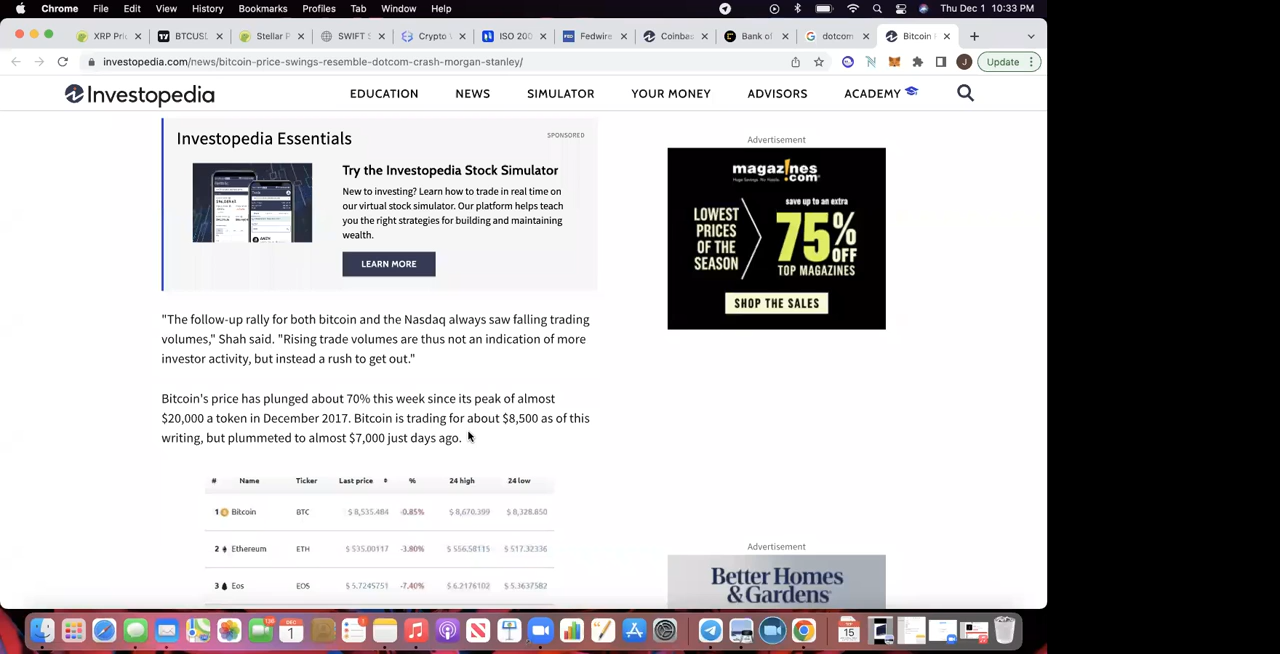 Chrome File Edit View History Bookmarks Profiles Tab Window Help Thu Dec 1 10:33 PM
XRP Pri BTCUS Stellar P SWIFT S Crypto ISO 200 Fedwire Coinba Bank of dotcom Bitcoin
investopedia.com/news/bitcoin-price-swings-resemble-dotcom-crash-morgan-stanley/ J Update
Investopedia EDUCATION NEWS SIMULATOR YOUR MONEY ADVISORS ACADEMY
Investopedia Essentials SPONSORED
Try the Investopedia Stock Simulator
New to investing? Learn how to trade in real time on
our virtual stock simulator. Our platform helps teach
you the right strategies for building and maintaining
wealth.
LEARN MORE
Advertisement
magazines.com
save up to an extra
LOWEST PRICES OF THE SEASON
75% OFF
TOP MAGAZINES
SHOP THE SALES
"The follow-up rally for both bitcoin and the Nasdaq always saw falling trading
volumes," Shah said. "Rising trade volumes are thus not an indication of more
investor activity, but instead a rush to get out."
Bitcoin's price has plunged about 70% this week since its peak of almost
$20,000 a token in December 2017. Bitcoin is trading for about $8,500 as of this
writing, but plummeted to almost $7,000 just days ago.
# Name Ticker Last price % 24 high 24 low
1 Bitcoin BTC $ 8,535.484 -0.85% $ 8,670.399 $ 8,328.850
2 Ethereum ETH $ 535.00117 -3.80% $ 556.58115 $ 517.32336
3 Eos EOS $ 5.7245751 -7.40% $ 6.2176102 $ 5.3637582
Advertisement
Better Homes
& Gardens
DEC
1
15